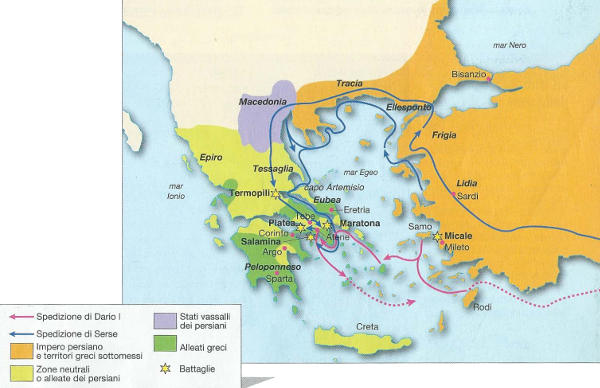 mar Nero
Bisanzio
Tracia
Macedonia
Ellesponto
Frigia
Epiro
Tessaglia
mar Egeo
Lidia
Sardi
mar
Ionio
Termopili
capo Artemisio
Eubea
Eretria
Tebe
Platea
Maratona
Samo
Corinto
Atene
Micale
Salamina
Mileto
Argo
Peloponneso
Sparta
Rodi
Creta
Spedizione di Dario I
Spedizione di Serse
Impero persiano
e territori greci sottomessi
Zone neutrali
o alleate dei persiani
Stati vassalli
dei persiani
Alleati greci
Battaglie